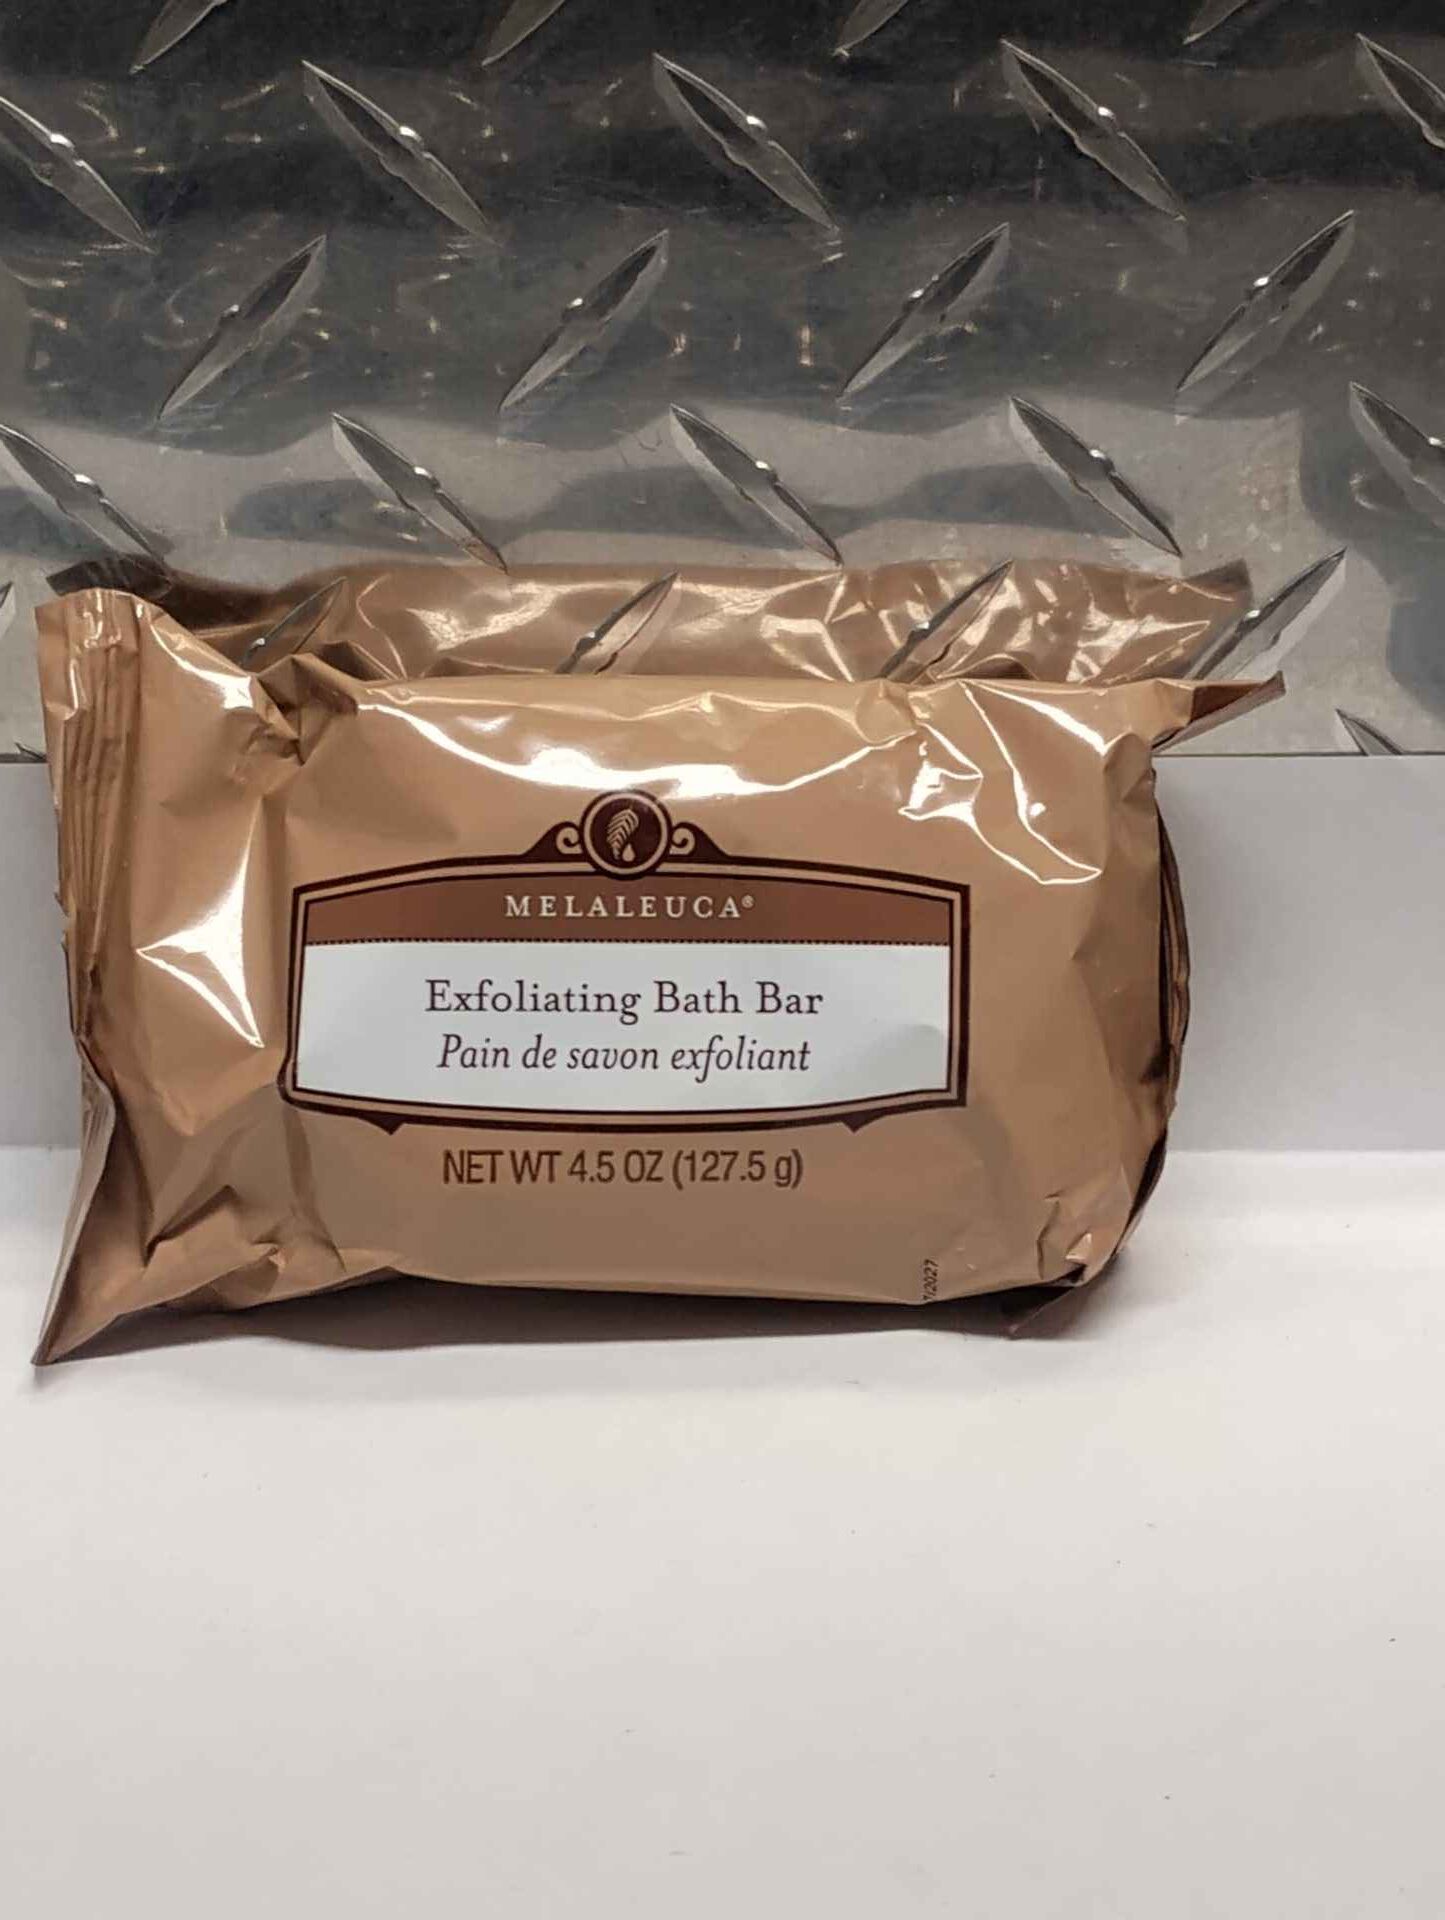 MELALEUCA®
Exfoliating Bath Bar
Pain de savon exfoliant
NET WT 4.5 OZ (127.5 g)